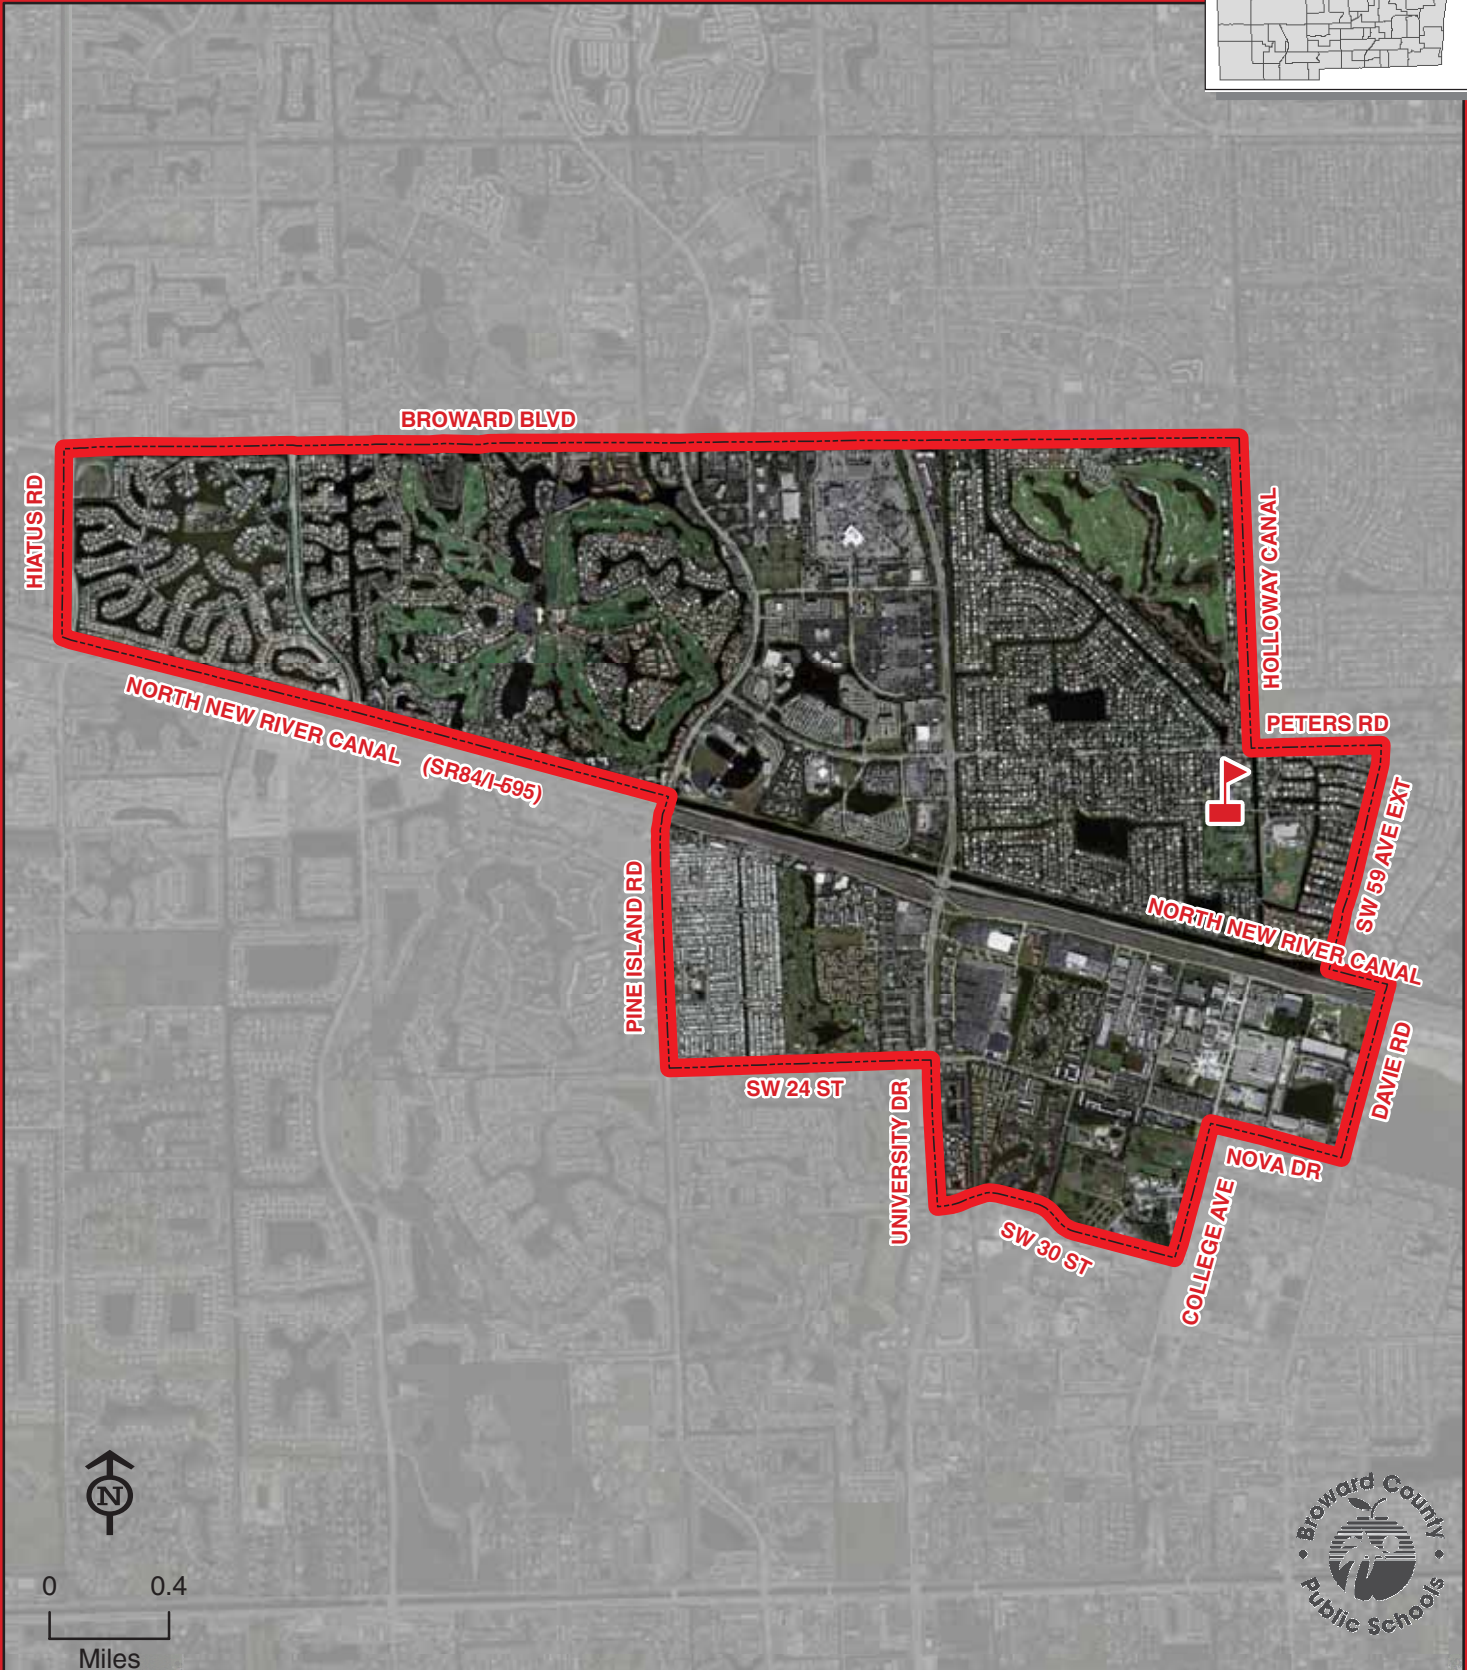 BROWARD BLVD
HIATUS RD
HOLLOWAY CANAL
NORTH NEW RIVER CANAL (SR84/I-595)
PETERS RD
SW 59 AVE EXT
PINE ISLAND RD
NORTH NEW RIVER CANAL
SW 24 ST
UNIVERSITY DR
DAVIE RD
NOVA DR
SW 30 ST
COLLEGE AVE
N
0 0.4
Miles
Broward County
Public Schools